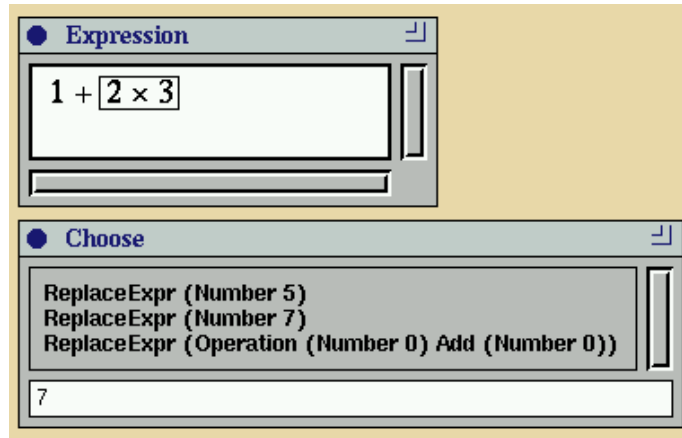 Expression
1 + 2 × 3
Choose
ReplaceExpr (Number 5)
ReplaceExpr (Number 7)
ReplaceExpr (Operation (Number 0) Add (Number 0))
7